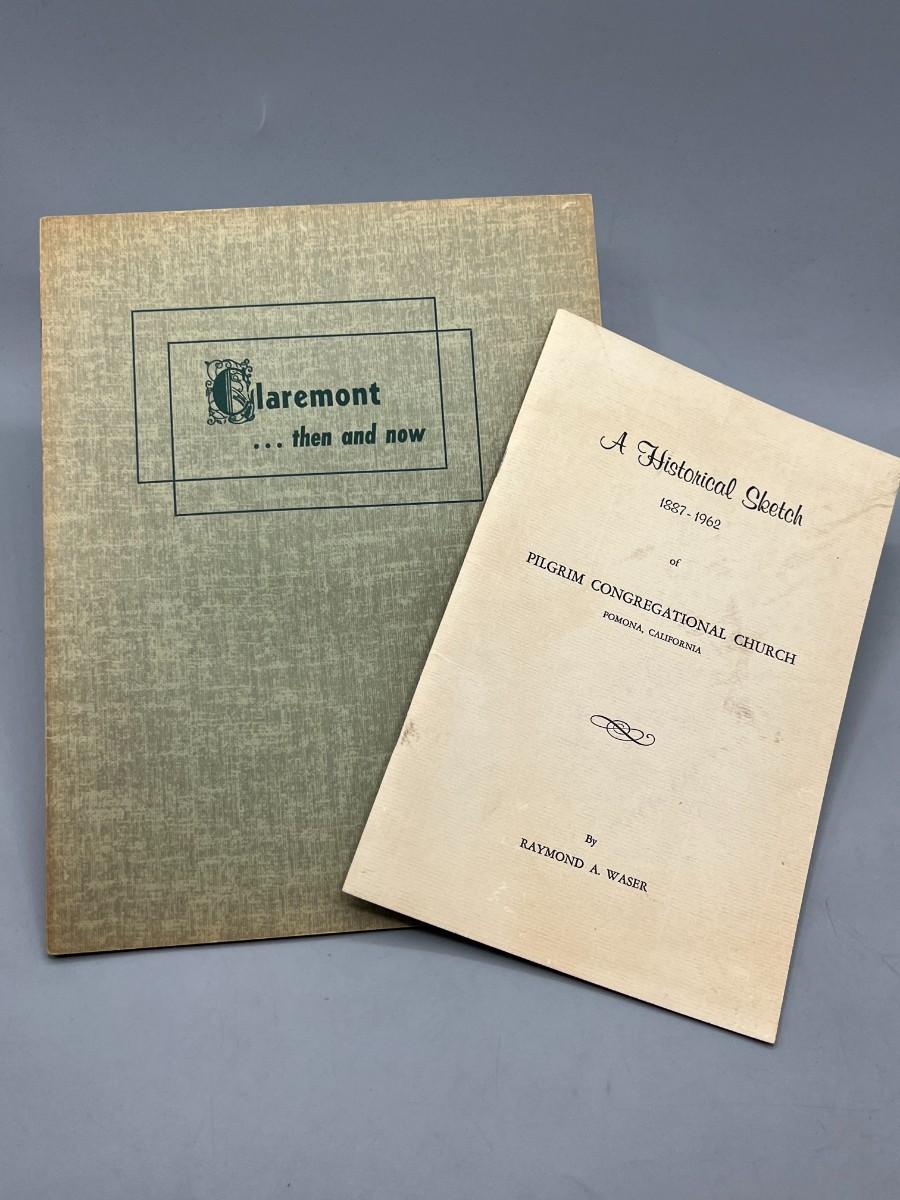 Claremont
... then and now
A Historical Sketch
1887-1962
of
PILGRIM CONGREGATIONAL CHURCH
POMONA, CALIFORNIA
By
RAYMOND A. WASER